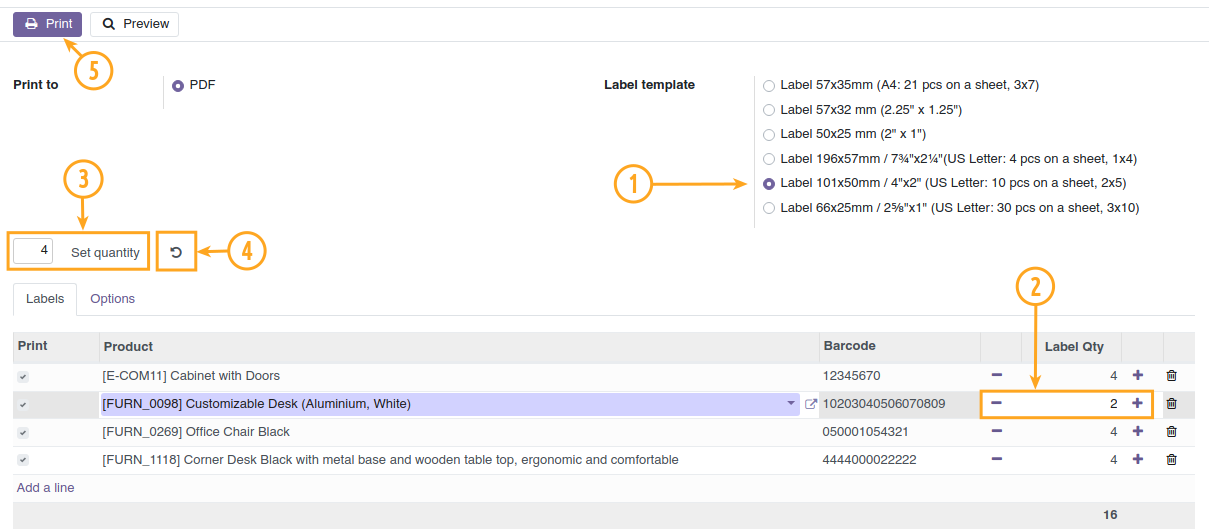 Print Preview
5
Print to PDF
Label template
Label 57x35mm (A4: 21 pcs on a sheet, 3x7)
Label 57x32 mm (2.25" x 1.25")
Label 50x25 mm (2" x 1")
Label 196x57mm / 7¾"x2¼"(US Letter: 4 pcs on a sheet, 1x4)
1
Label 101x50mm / 4"x2" (US Letter: 10 pcs on a sheet, 2x5)
Label 66x25mm / 2⅝"x1" (US Letter: 30 pcs on a sheet, 3x10)
3
4 Set quantity
4
2
Labels Options
Print Product Barcode Label Qty
[E-COM11] Cabinet with Doors 12345670 4
[FURN_0098] Customizable Desk (Aluminium, White) 10203040506070809 2
[FURN_0269] Office Chair Black 050001054321 4
[FURN_1118] Corner Desk Black with metal base and wooden table top, ergonomic and comfortable 4444000022222 4
Add a line
16